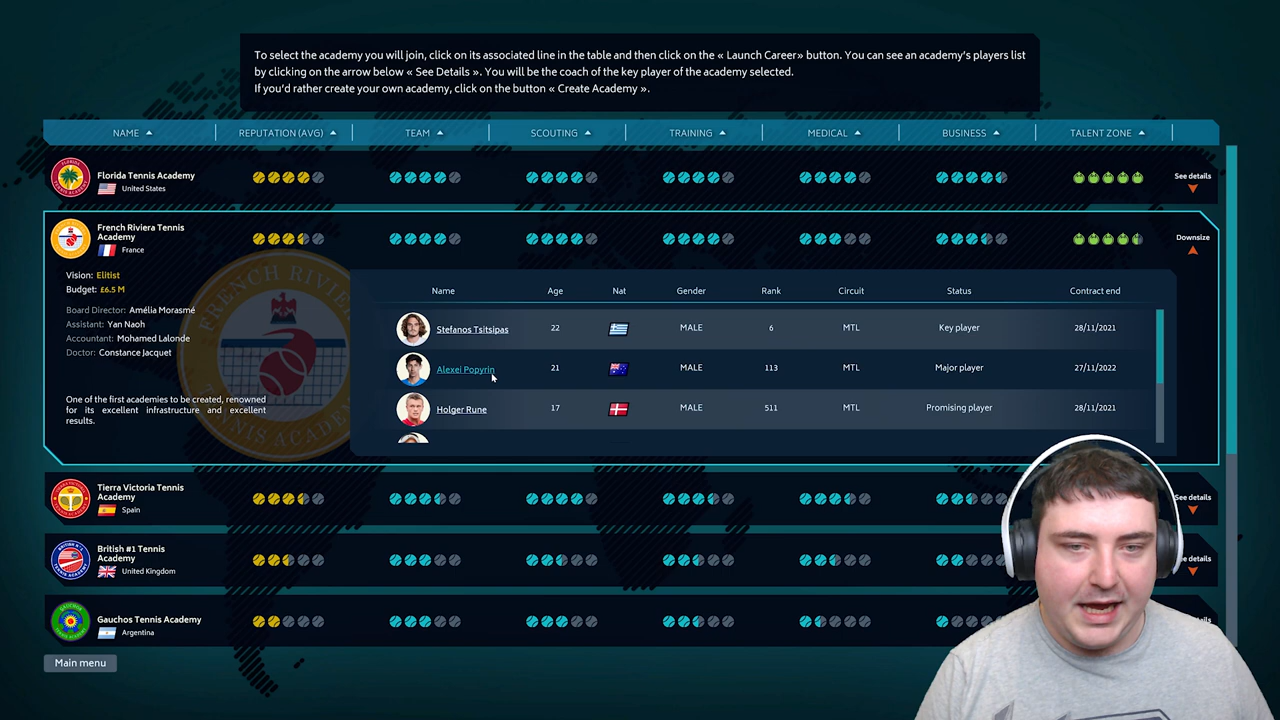 To select the academy you will join, click on its associated line in the table and then click on the « Launch Career» button. You can see an academy's players list
by clicking on the arrow below « See Details ». You will be the coach of the key player of the academy selected.
If you'd rather create your own academy, click on the button « Create Academy ».
NAME REPUTATION (AVG) TEAM SCOUTING TRAINING MEDICAL BUSINESS TALENT ZONE
Florida Tennis Academy
United States
See details
French Riviera Tennis
Academy
France
Downsize
Vision: Elitist
Budget: £6.5 M
Board Director: Amélia Morasmé
Assistant: Yan Naoh
Accountant: Mohamed Lalonde
Doctor: Constance Jacquet
One of the first academies to be created, renowned
for its excellent infrastructure and excellent
results.
FRENCH RIVIERA
TENNIS ACADEMY
Name Age Nat Gender Rank Circuit Status Contract end
Stefanos Tsitsipas 22 MALE 6 MTL Key player 28/11/2021
Alexei Popyrin 21 MALE 113 MTL Major player 27/11/2022
Holger Rune 17 MALE 511 MTL Promising player 28/11/2021
Tierra Victoria Tennis
Academy
Spain
See details
British #1 Tennis
Academy
United Kingdom
details
Gauchos Tennis Academy
Argentina
Main menu